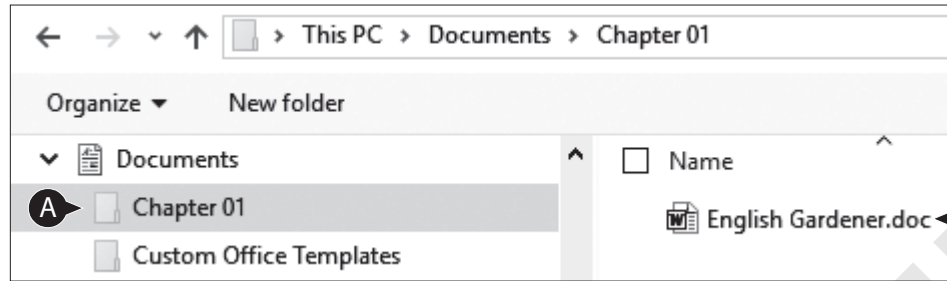 This PC > Documents > Chapter 01
Organize New folder
Documents
Name
A Chapter 01
English Gardener.doc
Custom Office Templates